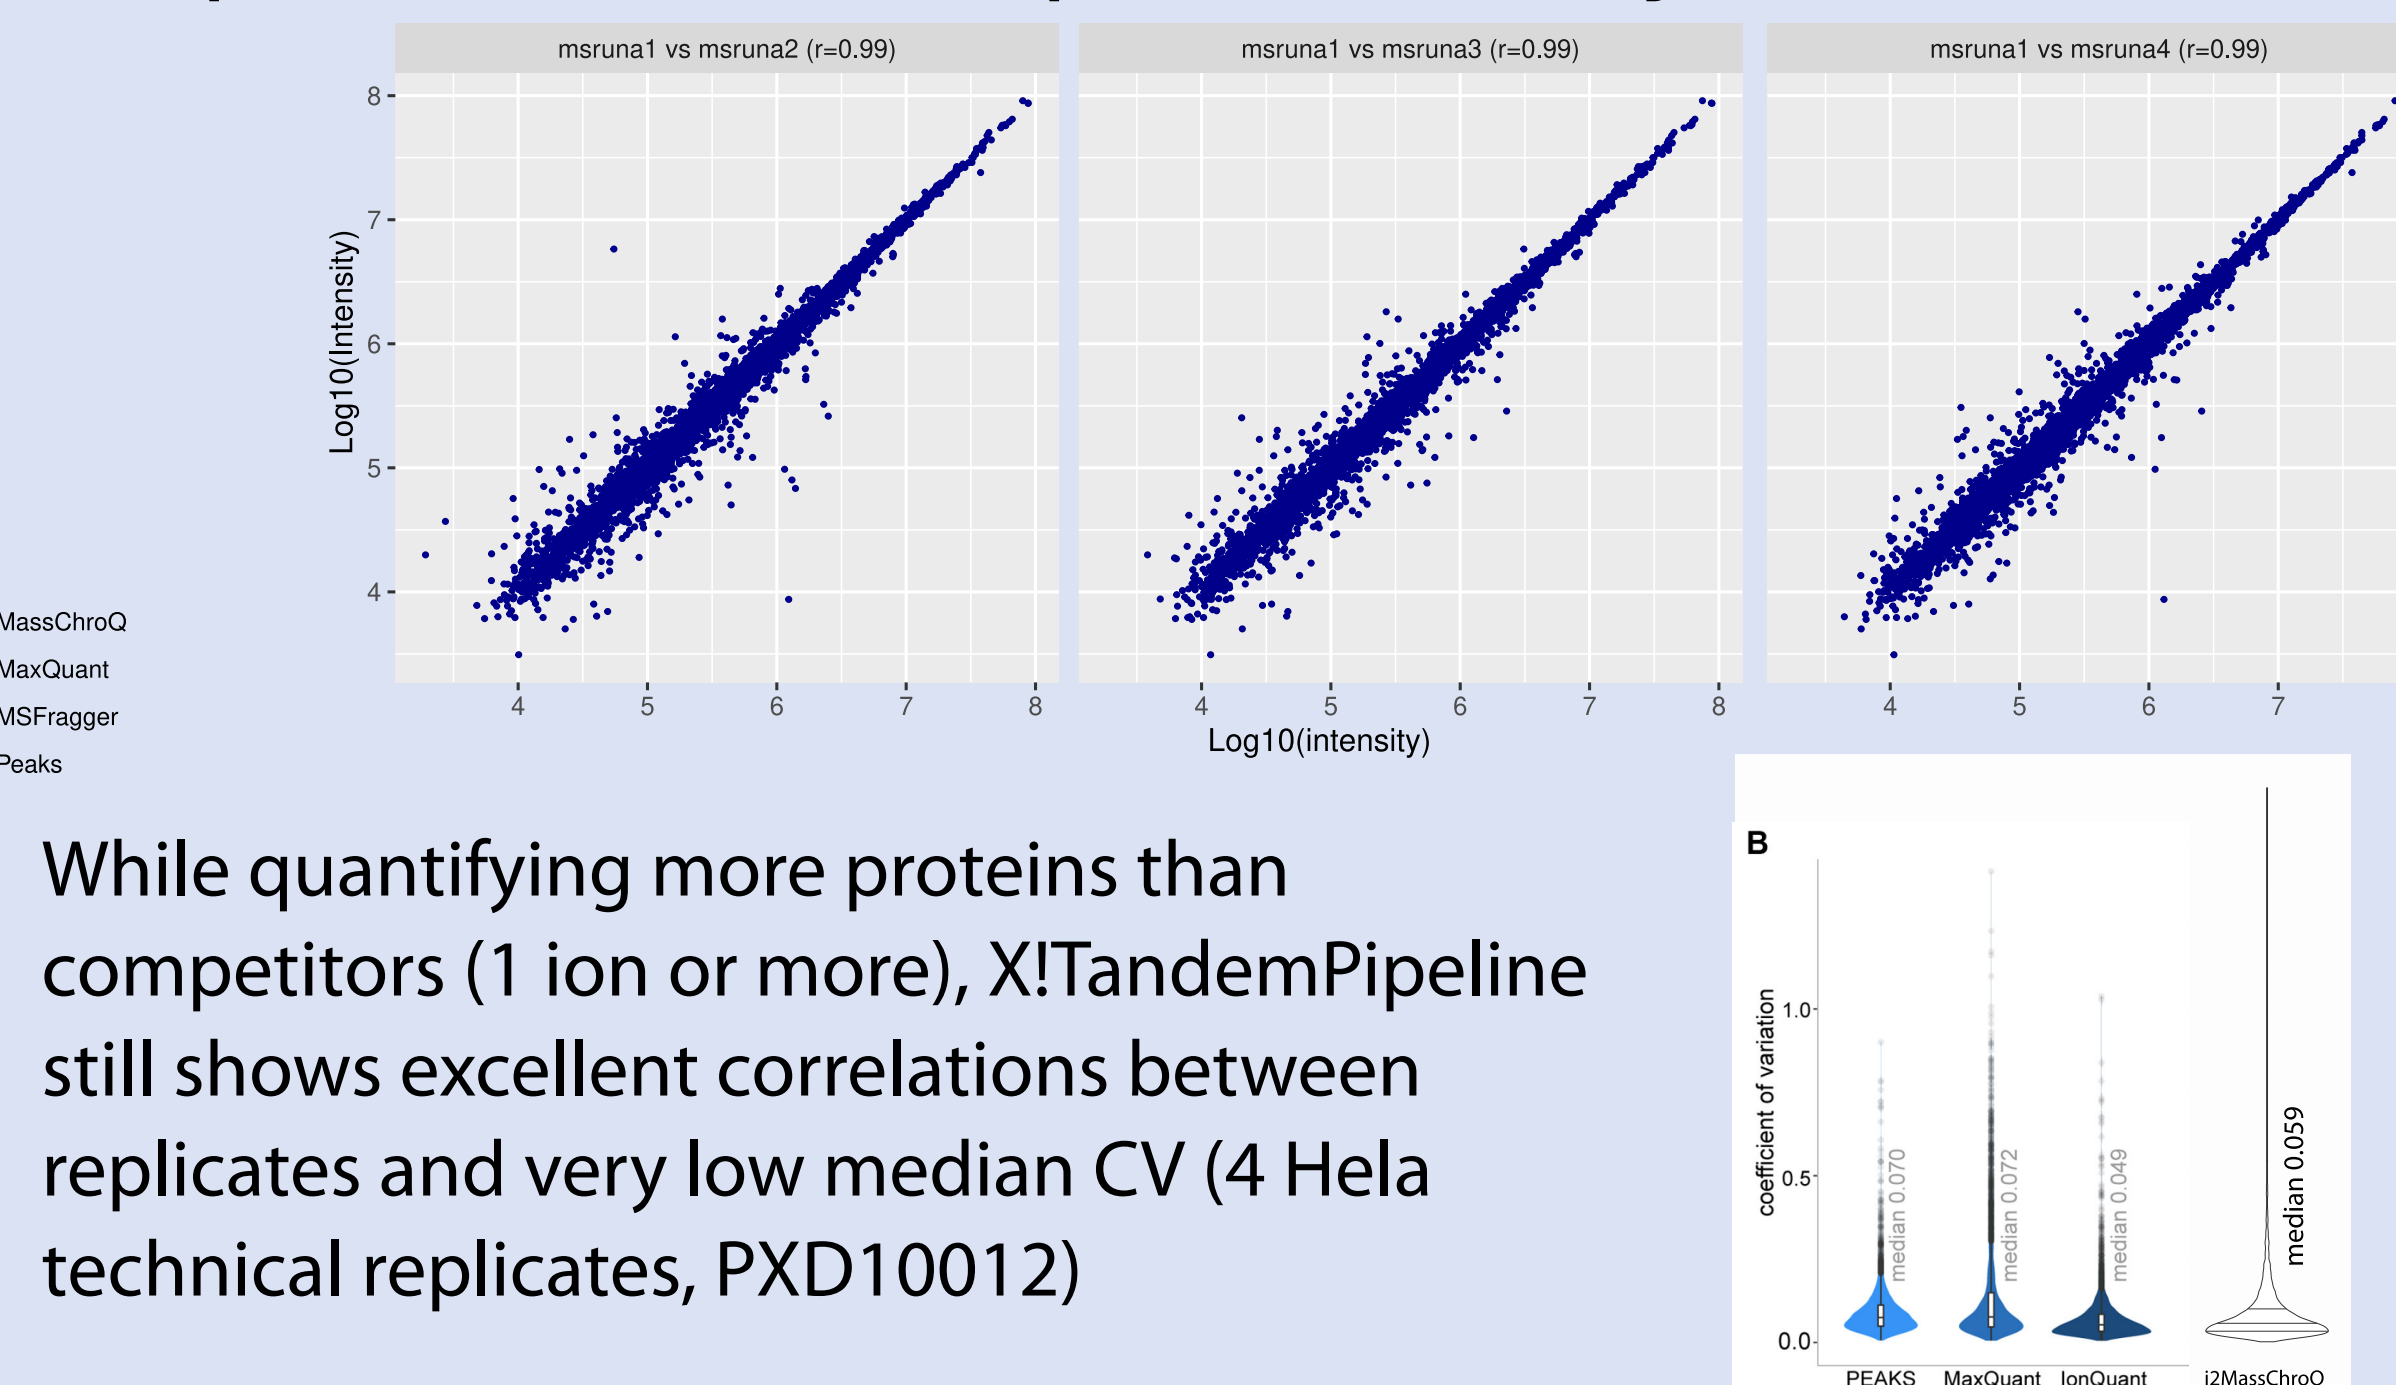 msruna1 vs msruna2 (r=0.99)
msruna1 vs msruna3 (r=0.99)
msruna1 vs msruna4 (r=0.99)
Log10(Intensity)
8
7
6
5
4
4 5 6 7 8
4 5 6 7 8
4 5 6 7
Log10(intensity)
MassChroQ
MaxQuant
MSFragger
Peaks
While quantifying more proteins than
competitors (1 ion or more), X!TandemPipeline
still shows excellent correlations between
replicates and very low median CV (4 Hela
technical replicates, PXD10012)
B
coefficient of variation
1.0
0.5
0.0
median 0.070
median 0.072
median 0.049
median 0.059
PEAKS MaxQuant IonQuant i2MassChroQ